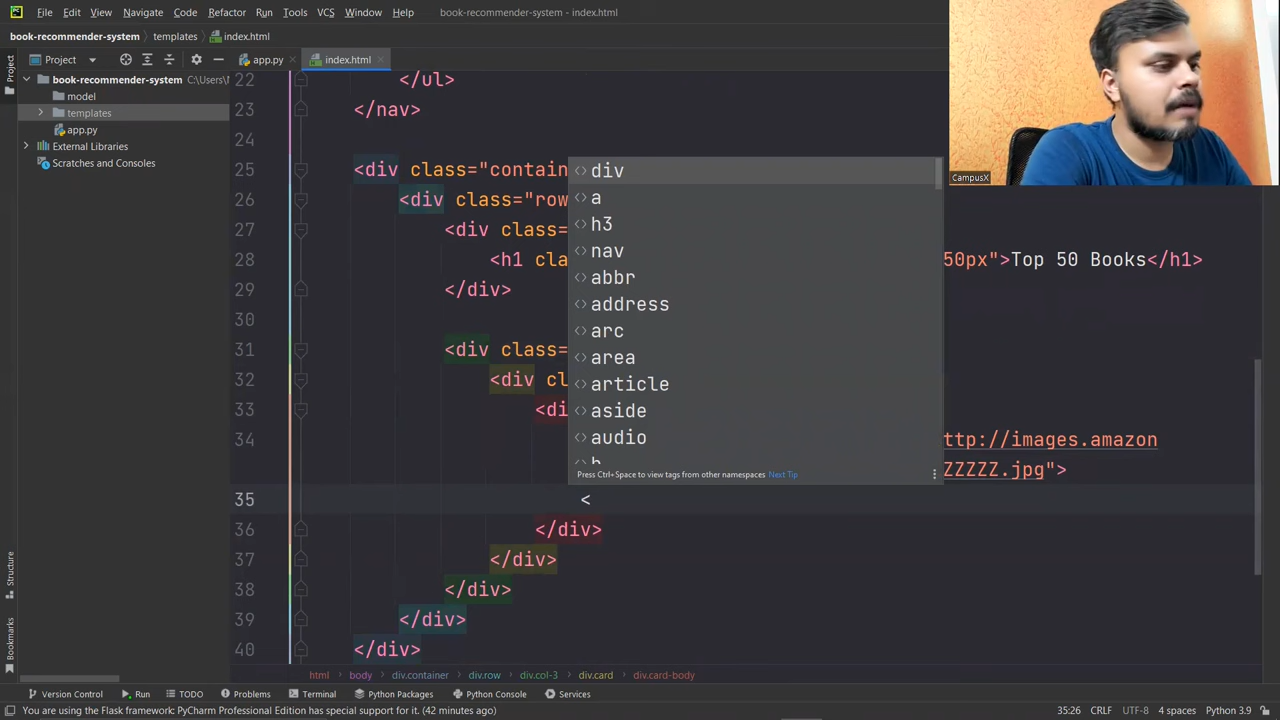 File Edit View Navigate Code Refactor Run Tools VCS Window Help book-recommender-system - index.html
book-recommender-system templates index.html
Project app.py index.html
book-recommender-system C:\Users\
model
templates
app.py
External Libraries
Scratches and Consoles
Project
Structure
Bookmarks
CampusX
22 </ul>
23 </nav>
24
25 <div class="contain
26 <div class="row
27 <div class=
28 <h1 cla 50px">Top 50 Books</h1>
29 </div>
30
31 <div class=
32 <div cl
33 <di
34 ttp://images.amazon
ZZZZZ.jpg">
35 <
36 </div>
37 </div>
38 </div>
39 </div>
40 </div>
div
a
h3
nav
abbr
address
arc
area
article
aside
audio
b
Press Ctrl+Space to view tags from other namespaces Next Tip
html body div.container div.row div.col-3 div.card div.card-body
Version Control Run TODO Problems Terminal Python Packages Python Console Services
You are using the Flask framework: PyCharm Professional Edition has special support for it. (42 minutes ago) 35:26 CRLF UTF-8 4 spaces Python 3.9